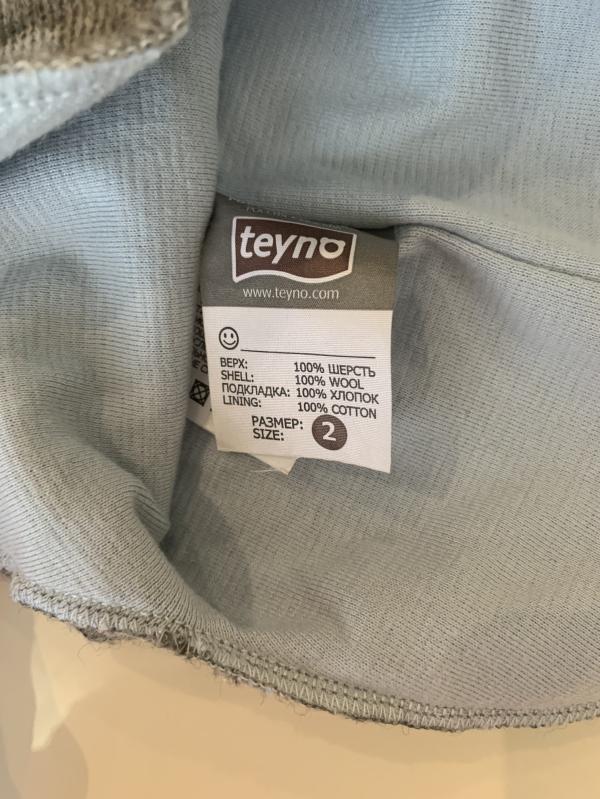 teyno
www.teyno.com
ВЕРХ: 100% ШЕРСТЬ
SHELL: 100% WOOL
ПОДКЛАДКА: 100% ХЛОПОК
LINING: 100% COTTON
РАЗМЕР: 2
SIZE: